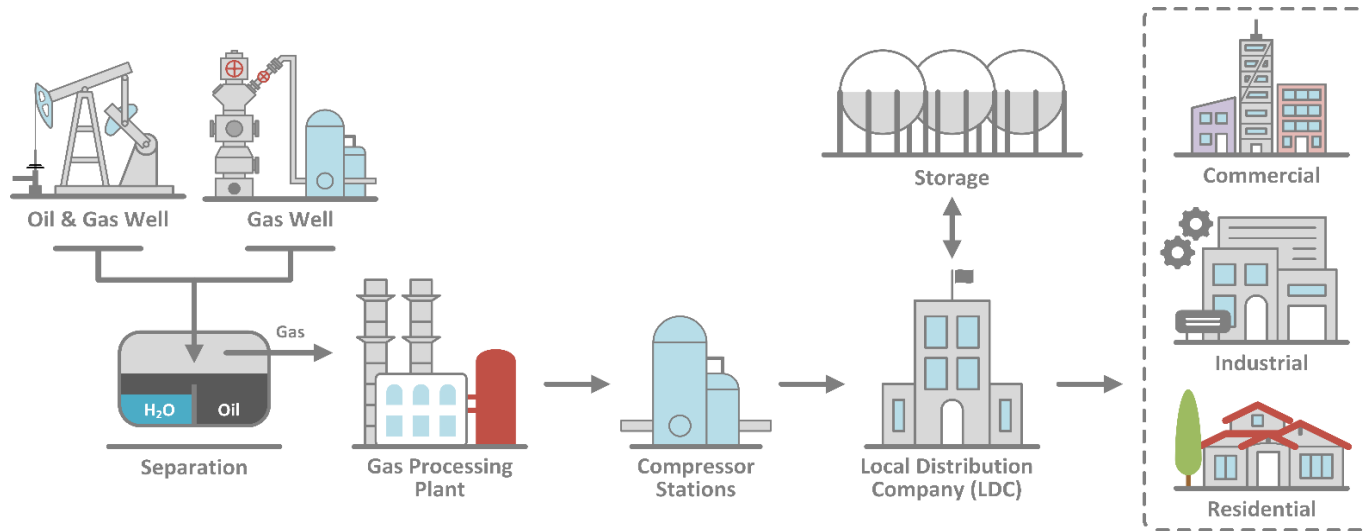 Oil & Gas Well
Gas Well
Gas
H₂O
Oil
Separation
Gas Processing
Plant
Compressor
Stations
Storage
Local Distribution
Company (LDC)
Commercial
Industrial
Residential